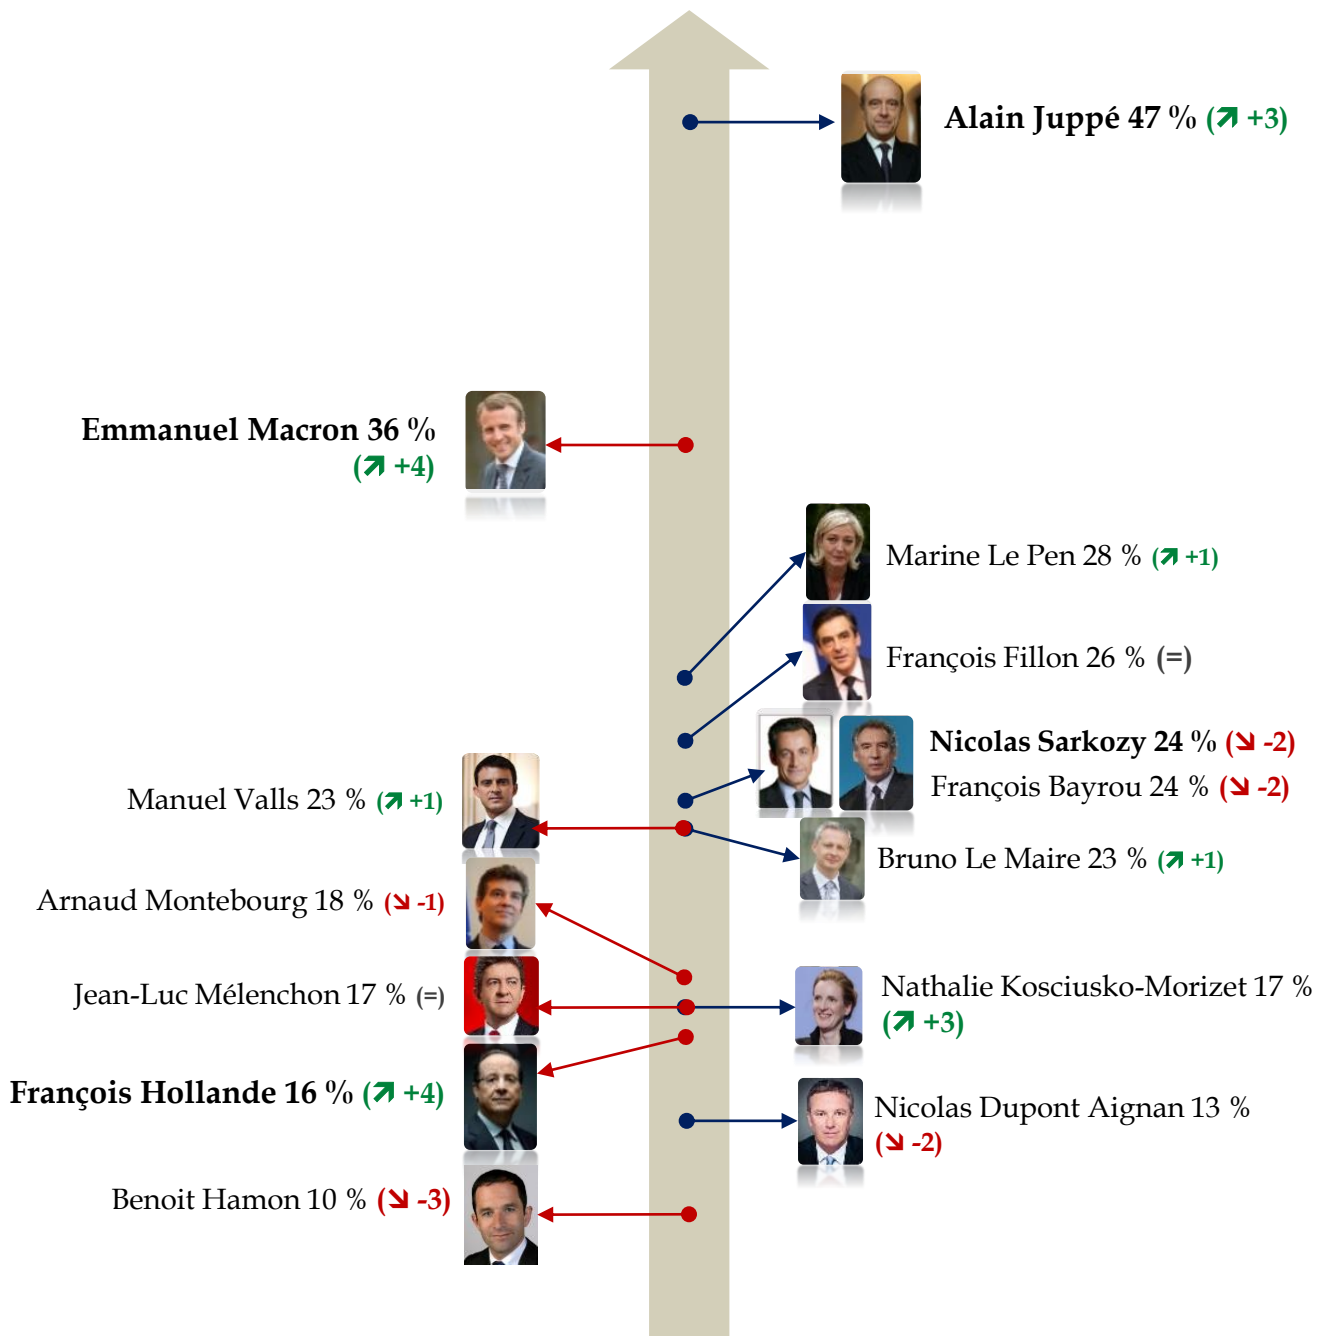 Alain Juppé 47 % (↗ +3)
Emmanuel Macron 36 %
(↗ +4)
Marine Le Pen 28 % (↗ +1)
François Fillon 26 % (=)
Nicolas Sarkozy 24 % (↘ -2)
François Bayrou 24 % (↘ -2)
Manuel Valls 23 % (↗ +1)
Bruno Le Maire 23 % (↗ +1)
Arnaud Montebourg 18 % (↘ -1)
Jean-Luc Mélenchon 17 % (=)
Nathalie Kosciusko-Morizet 17 %
(↗ +3)
François Hollande 16 % (↗ +4)
Nicolas Dupont Aignan 13 %
(↘ -2)
Benoit Hamon 10 % (↘ -3)